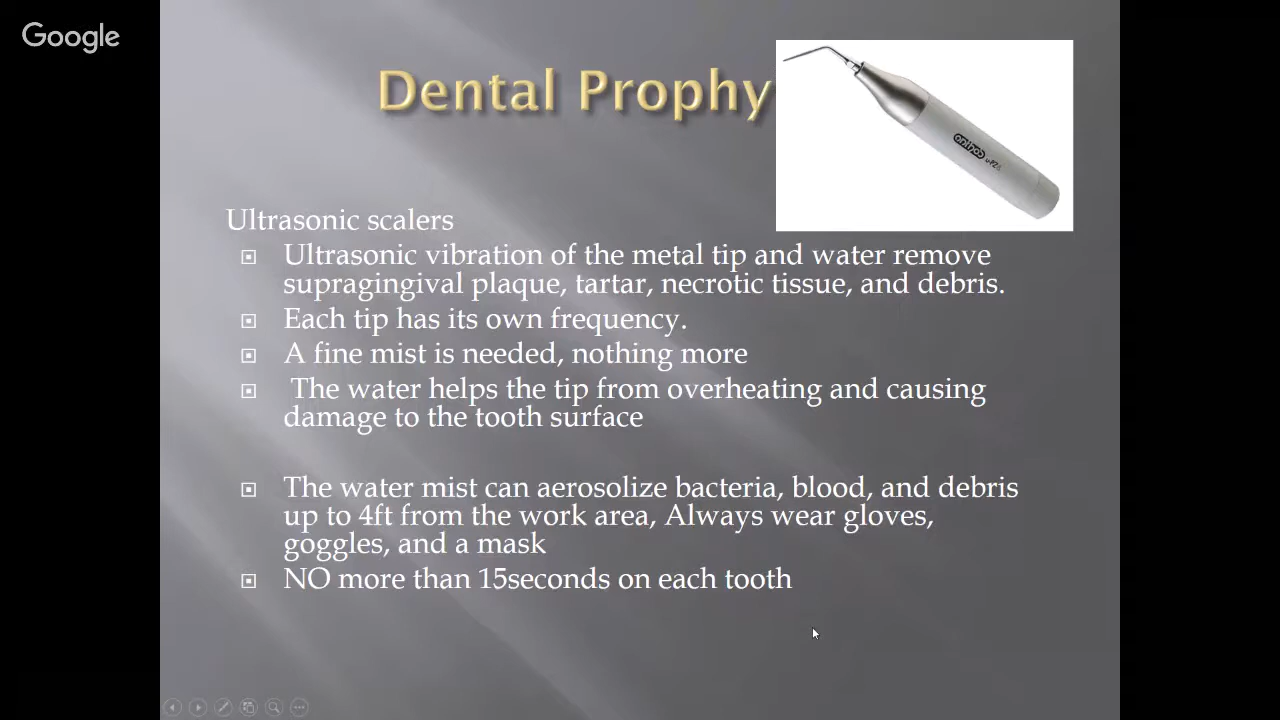 Google
Dental Prophy
anthos
Ultrasonic scalers
Ultrasonic vibration of the metal tip and water remove
supragingival plaque, tartar, necrotic tissue, and debris.
Each tip has its own frequency.
A fine mist is needed, nothing more
The water helps the tip from overheating and causing
damage to the tooth surface
The water mist can aerosolize bacteria, blood, and debris
up to 4ft from the work area, Always wear gloves,
goggles, and a mask
NO more than 15seconds on each tooth